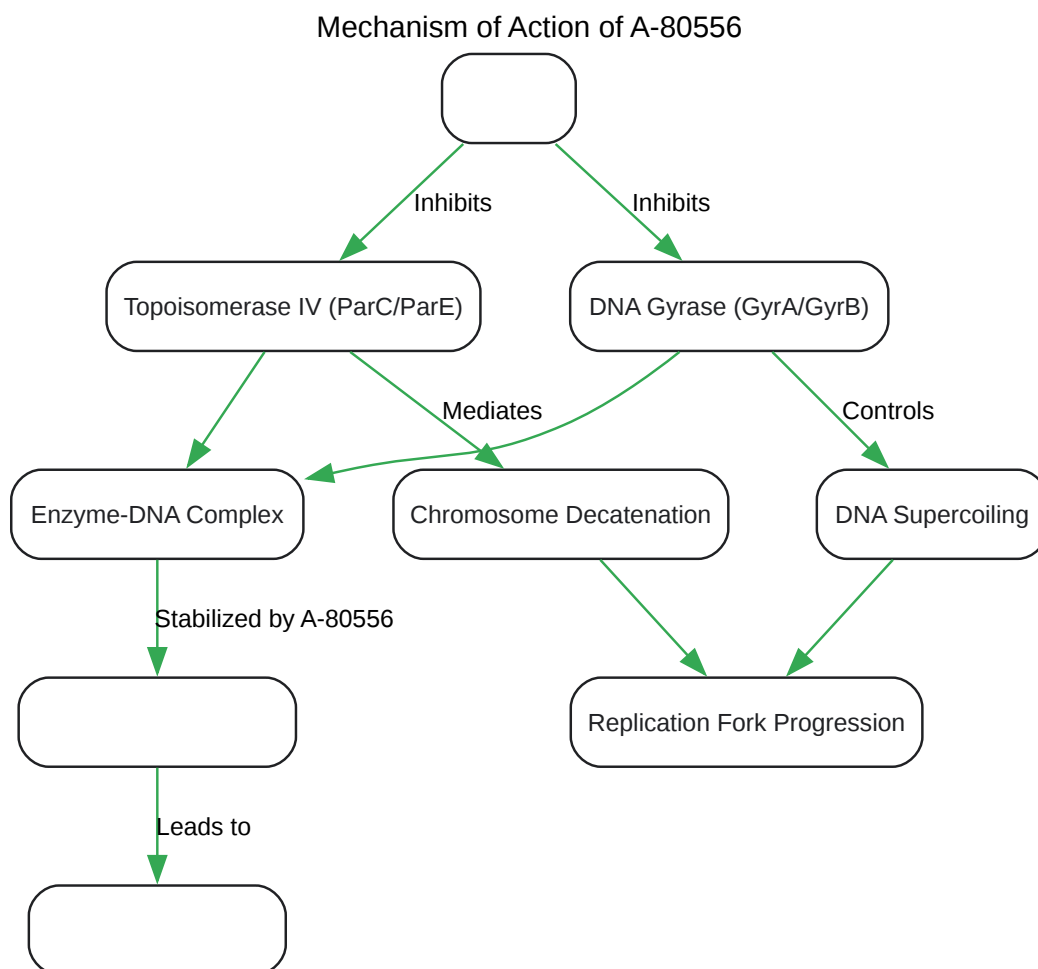 Mechanism of Action of A-80556
Inhibits
Inhibits
Topoisomerase IV (ParC/ParE)
DNA Gyrase (GyrA/GyrB)
Mediates
Controls
Enzyme-DNA Complex
Chromosome Decatenation
DNA Supercoiling
Stabilized by A-80556
Replication Fork Progression
Leads to